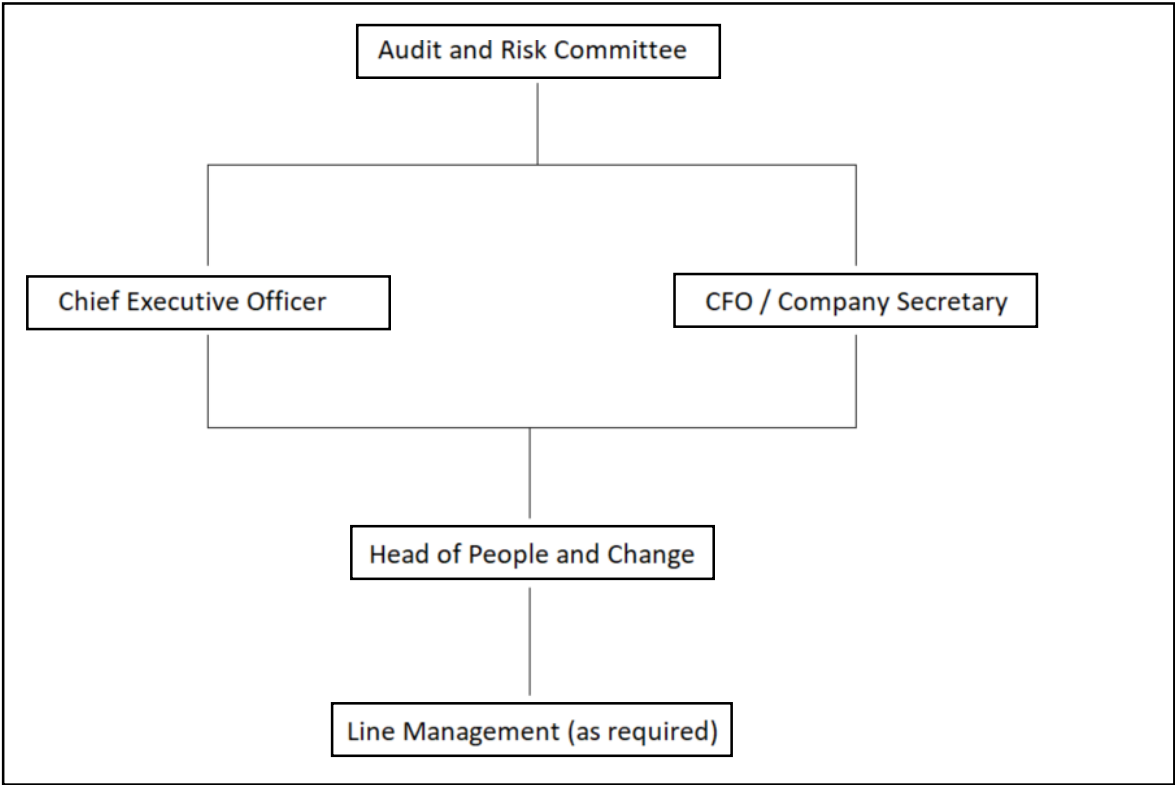 Audit and Risk Committee
Chief Executive Officer
CFO / Company Secretary
Head of People and Change
Line Management (as required)